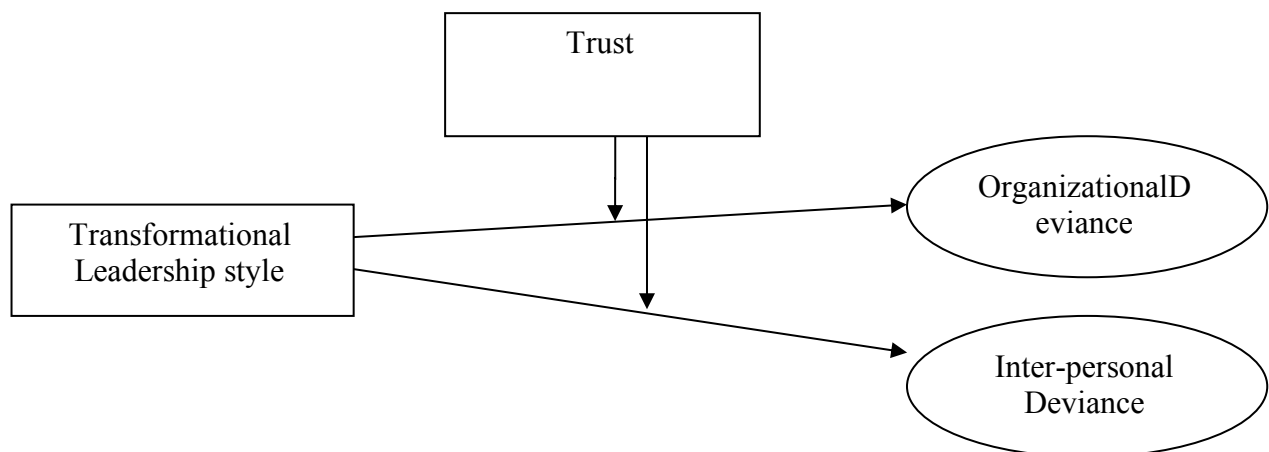 Trust
OrganizationalD
eviance
Transformational
Leadership style
Inter-personal
Deviance